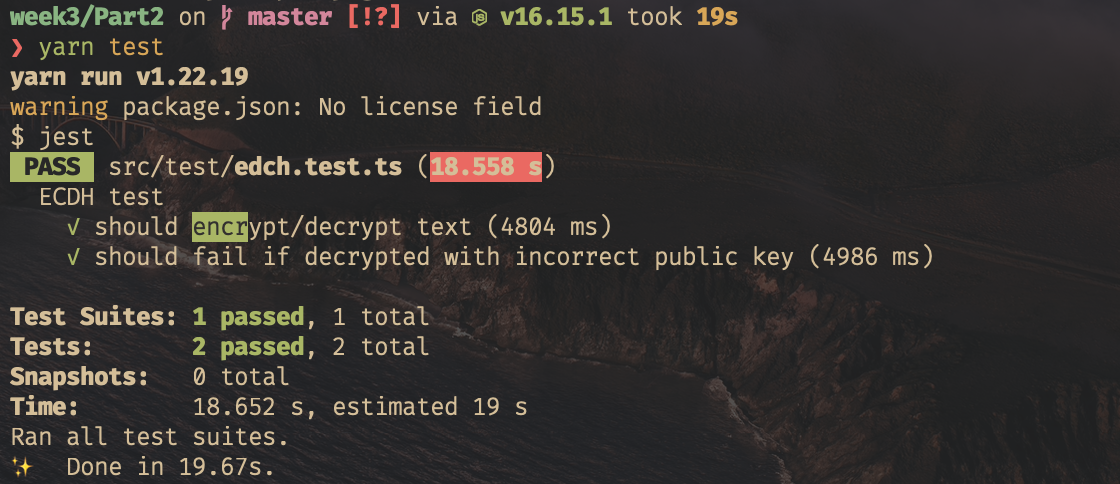 week3/Part2 on master [!?] via v16.15.1 took 19s
❯ yarn test
yarn run v1.22.19
warning package.json: No license field
$ jest
PASS src/test/edch.test.ts (18.558 s)
ECDH test
√ should encrypt/decrypt text (4804 ms)
√ should fail if decrypted with incorrect public key (4986 ms)
Test Suites: 1 passed, 1 total
Tests: 2 passed, 2 total
Snapshots: 0 total
Time: 18.652 s, estimated 19 s
Ran all test suites.
✨ Done in 19.67s.